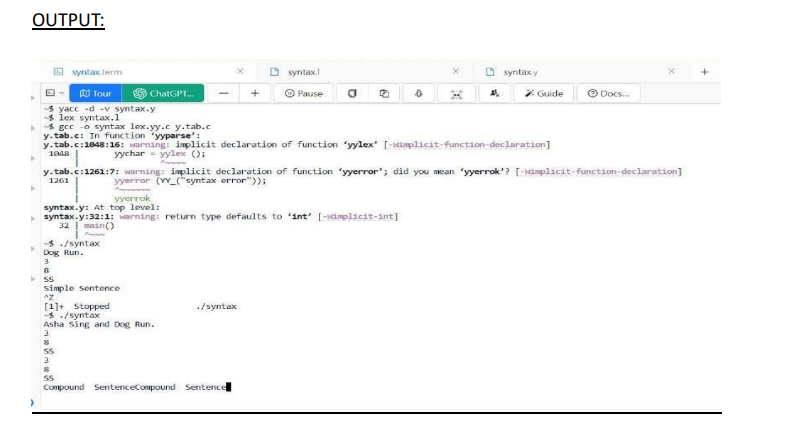 OUTPUT:
syntax.term
syntax.l
syntax.y
Tour ChatGPT... Pause Guide Docs...
~$ yacc -d -v syntax.y
~$ lex syntax.l
~$ gcc -o syntax lex.yy.c y.tab.c
y.tab.c: In function ‘yyparse’:
y.tab.c:1048:16: warning: implicit declaration of function ‘yylex’ [-Wimplicit-function-declaration]
1048 | yychar = yylex ();
| ^~~~~
y.tab.c:1261:7: warning: implicit declaration of function ‘yyerror’; did you mean ‘yyerrok’? [-Wimplicit-function-declaration]
1261 | yyerror (YY_("syntax error"));
| ^~~~~~~
| yyerrok
syntax.y: At top level:
syntax.y:32:1: warning: return type defaults to ‘int’ [-Wimplicit-int]
32 | main()
| ^~~~
~$ ./syntax
Dog Run.
3
8
SS
Simple Sentence
^Z
[1]+ Stopped ./syntax
~$ ./syntax
Asha Sing and Dog Run.
3
8
SS
3
8
SS
Compound SentenceCompound Sentence